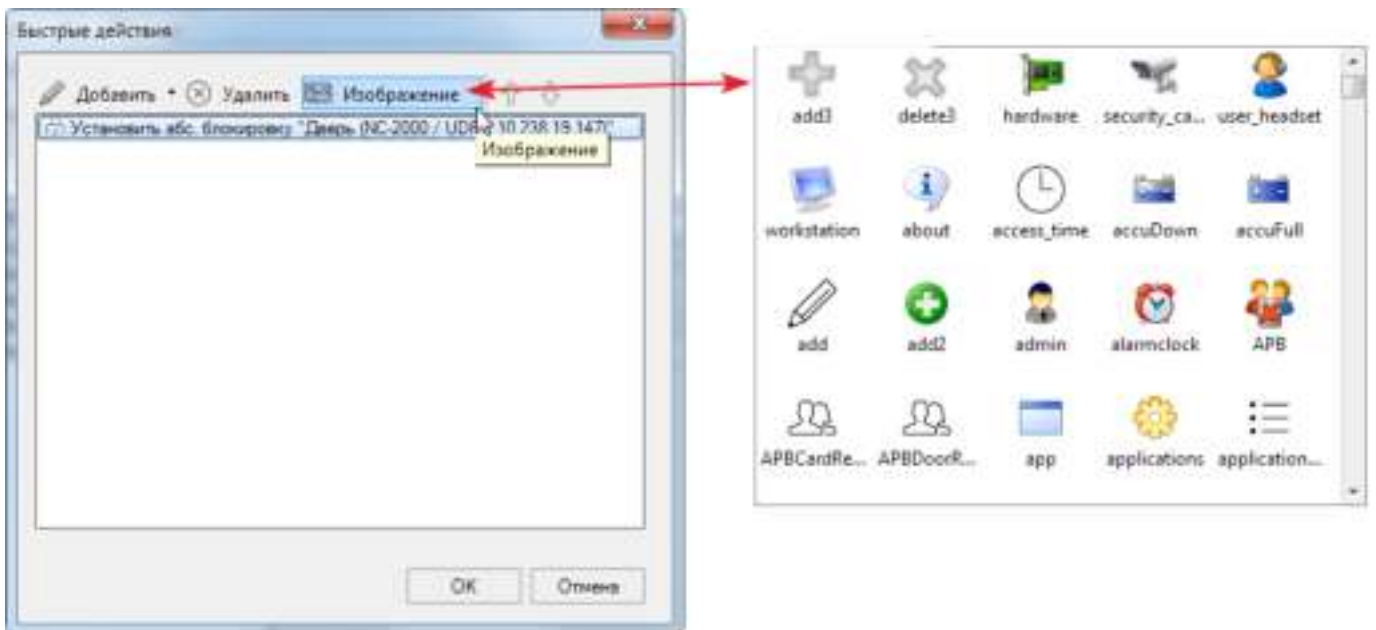 Быстрые действия
Добавить Удалить Изображение
Установить абс. блокировку "Дверь (NC-2000 / UDP 10.238.19.147)"
Изображение
OK Отмена
add3 delete3 hardware security_ca... user_headset
workstation about access_time accuDown accuFull
add add2 admin alarmclock APB
APBCardRe... APBDoorR... app applications application...